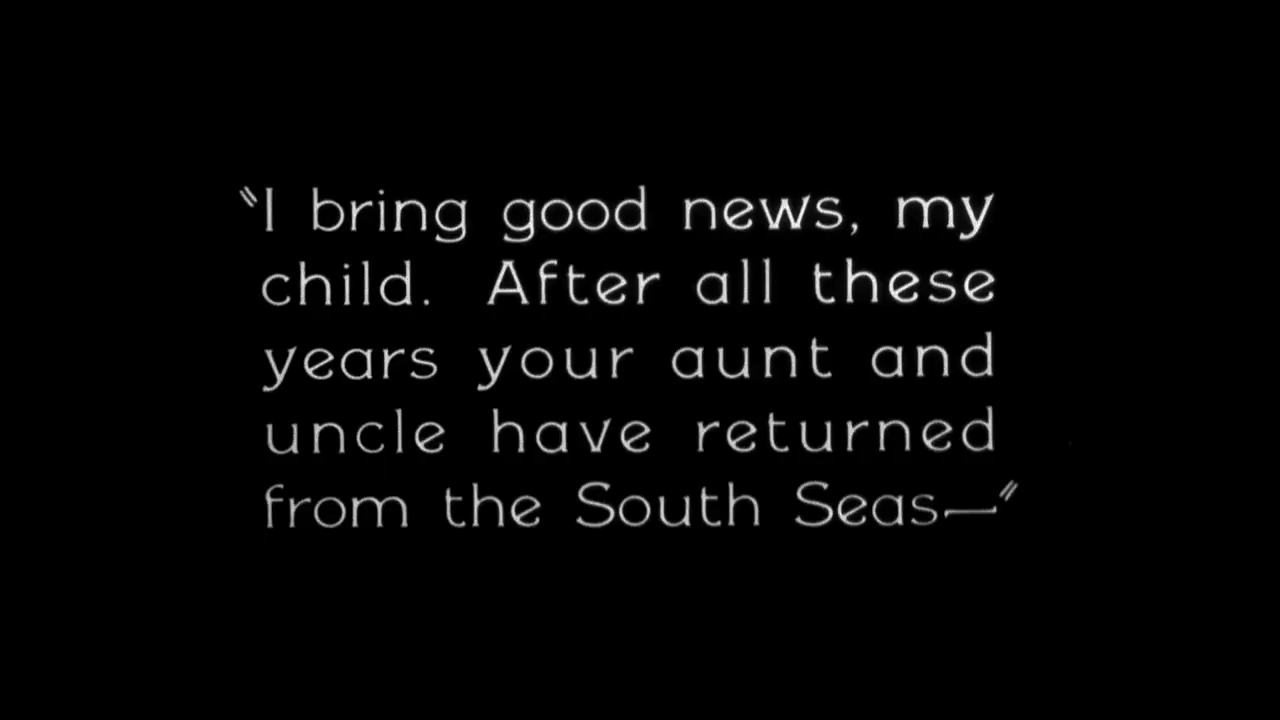 "I bring good news, my
child. After all these
years your aunt and
uncle have returned
from the South Seas—"